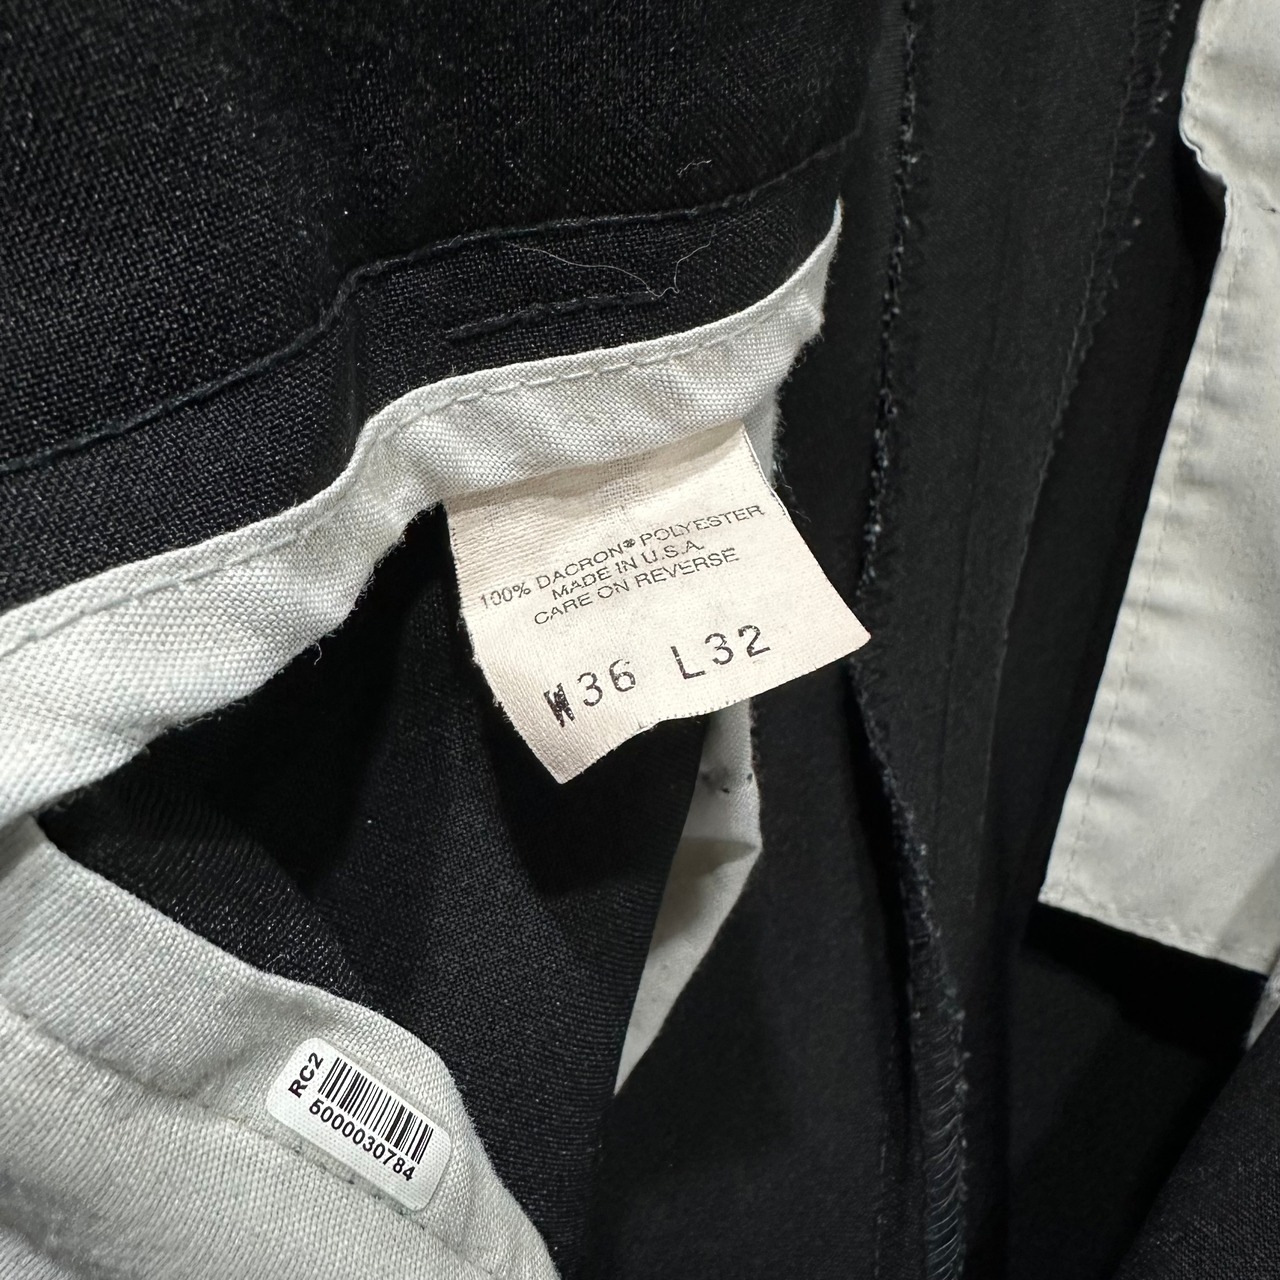 100% DACRON® POLYESTER
MADE IN U.S.A.
CARE ON REVERSE
W36 L32
RC2
5000030784